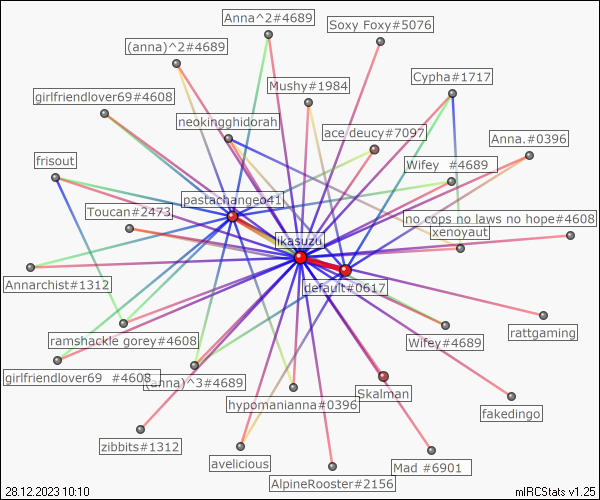 Anna^2#4689
Soxy Foxy#5076
(anna)^2#4689
Cypha#1717
Mushy#1984
girlfriendlover69#4608
neokingghidorah
ace deucy#7097
Anna.#0396
frisout
Wifey #4689
pastachangeo41
Toucan#2473
no cops no laws no hope#4608
xenoyaut
ikasuzu
Annarchist#1312
default#0617
rattgaming
ramshackle gorey#4608
Wifey#4689
girlfriendlover69 #4608
(anna)^3#4689
Skalman
hypomanianna#0396
fakedingo
zibbits#1312
avelicious
Mad #6901
AlpineRooster#2156
28.12.2023 10:10
mIRCStats v1.25